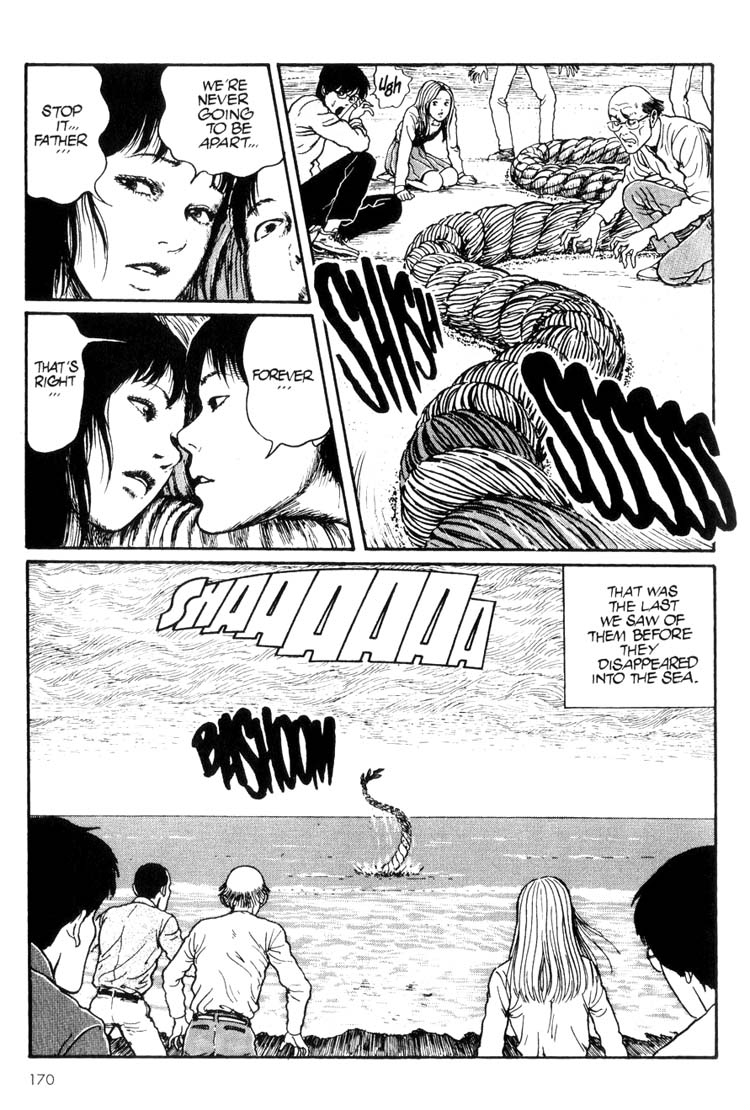 WE'RE
NEVER
GOING
TO BE
APART...
STOP
IT...
FATHER
...
Ugh
SHSH
SSSSSS
FOREVER
THAT'S
RIGHT
...
SHAAAAAAA
THAT WAS
THE LAST
WE SAW OF
THEM BEFORE
THEY
DISAPPEARED
INTO THE SEA.
BASHOOM
170